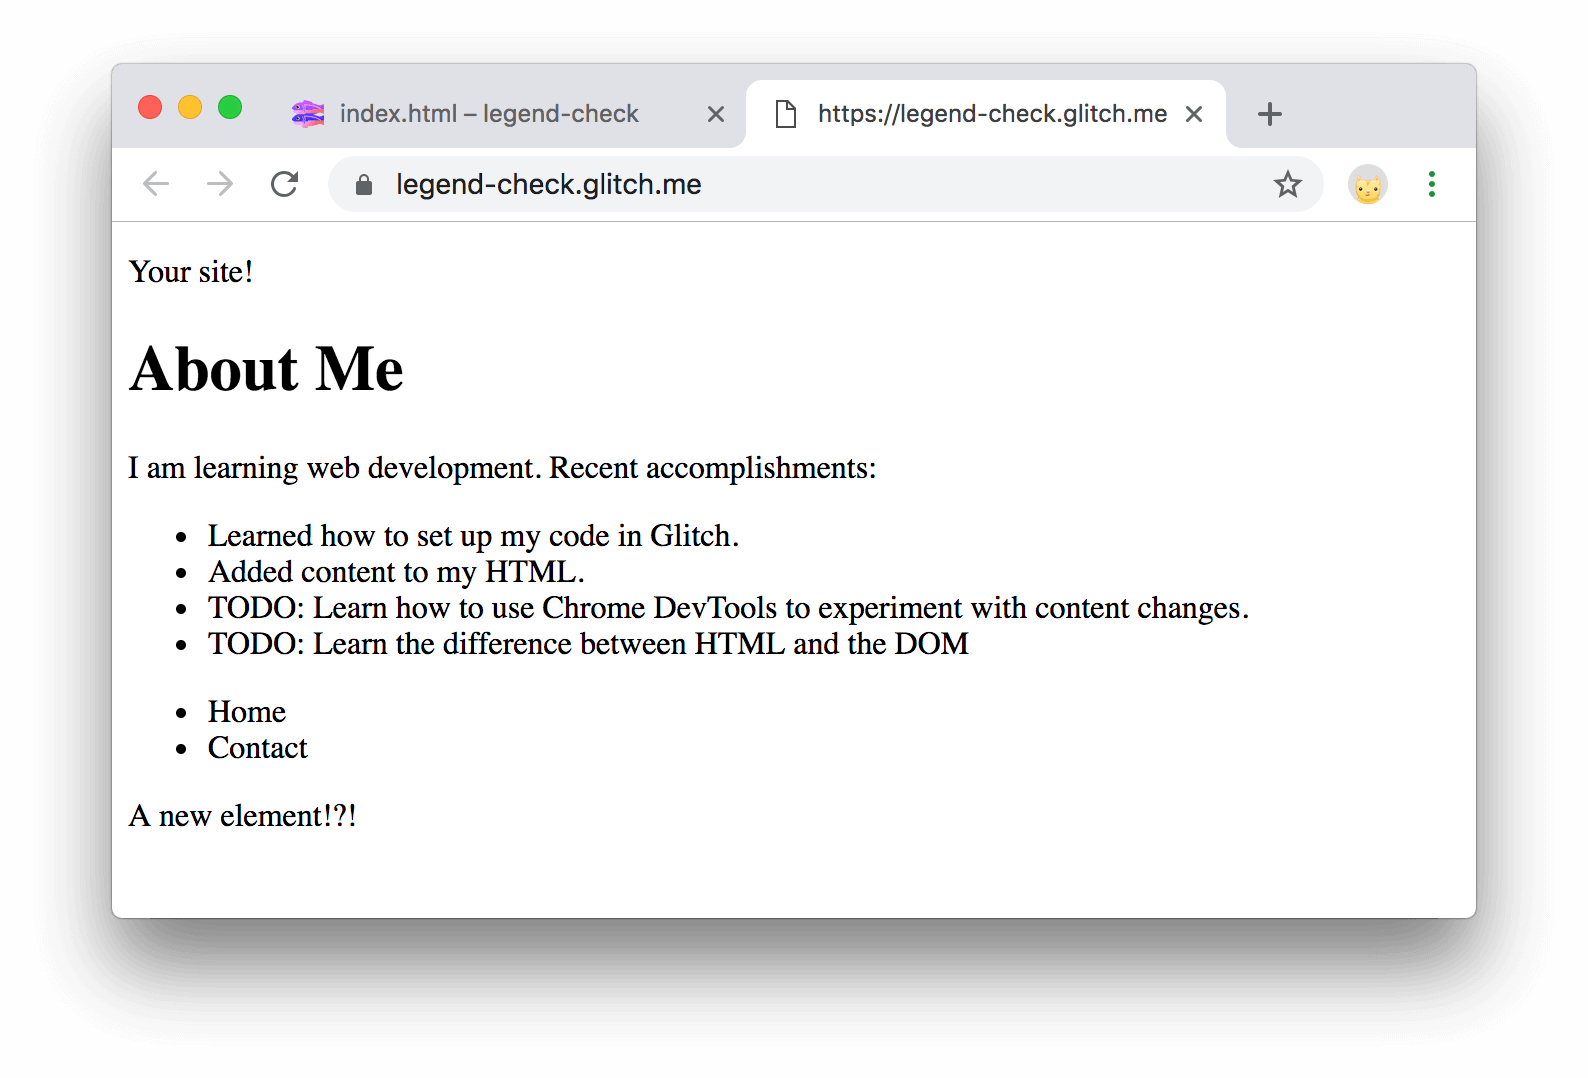 index.html – legend-check
https://legend-check.glitch.me
legend-check.glitch.me
Your site!
About Me
I am learning web development. Recent accomplishments:
Learned how to set up my code in Glitch.
Added content to my HTML.
TODO: Learn how to use Chrome DevTools to experiment with content changes.
TODO: Learn the difference between HTML and the DOM
Home
Contact
A new element!?!